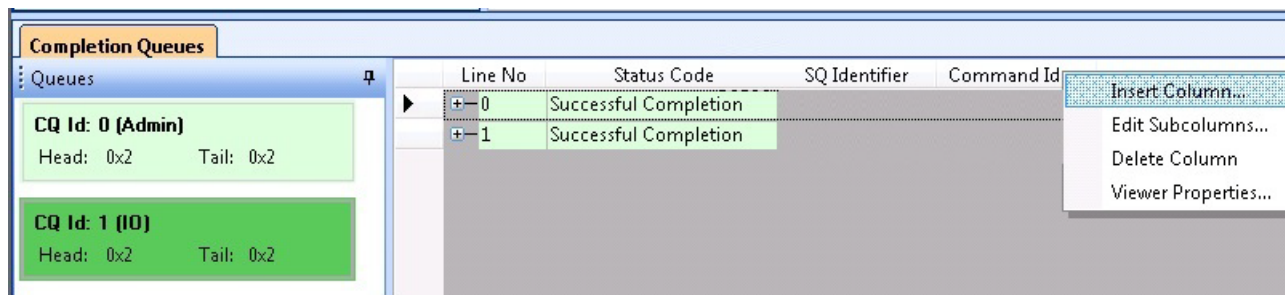 Completion Queues
Queues
CQ Id: 0 (Admin)
Head: 0x2 Tail: 0x2
CQ Id: 1 (IO)
Head: 0x2 Tail: 0x2
Line No Status Code SQ Identifier Command Id
0 Successful Completion
1 Successful Completion
Insert Column...
Edit Subcolumns...
Delete Column
Viewer Properties...